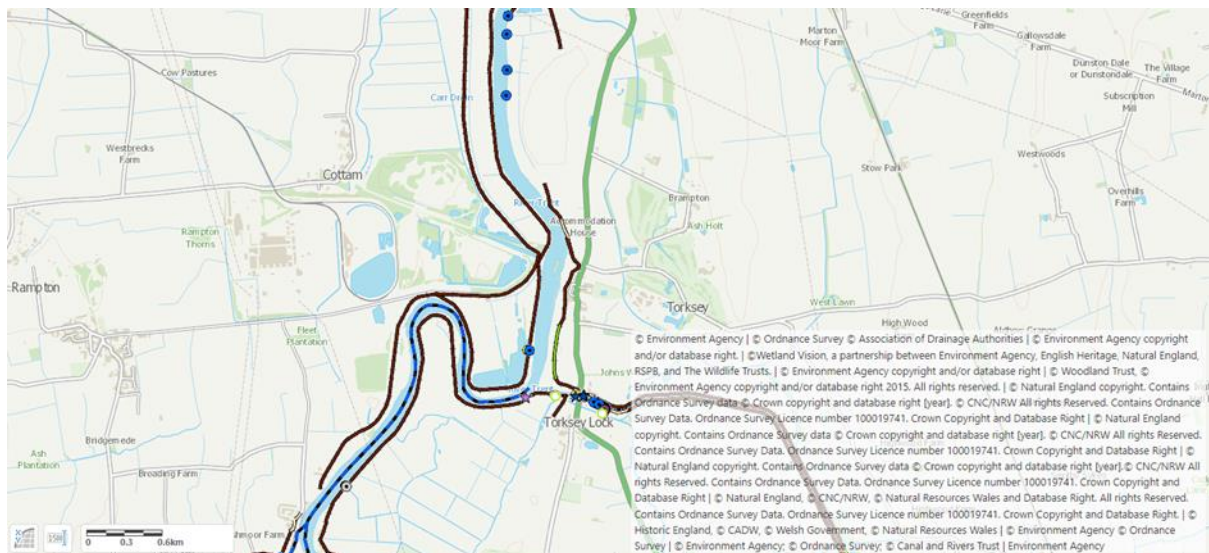 Greenfields
Farm
Marton
Moor Farm
Gallowsdale
Farm
Cow Pastures
Dunston Dale
or Dunstondale
The Village
Farm
Carr Drain
Subscription
Mill
Marton
Westbrecks
Farm
Westwoods
Cottam
Stow Park
Overhills
Farm
Brampton
River Trent
Accommodation
House
Rampton
Thorns
Ash Holt
Rampton
Torksey
West Lawn
High Wood
Fleet
Plantation
Johns W
© Environment Agency | © Ordnance Survey © Association of Drainage Authorities | © Environment Agency copyright
and/or database right. | ©Wetland Vision, a partnership between Environment Agency, English Heritage, Natural England,
RSPB, and The Wildlife Trusts. | © Environment Agency copyright and/or database right | © Woodland Trust, ©
Environment Agency copyright and/or database right 2015. All rights reserved. | © Natural England copyright. Contains
Ordnance Survey data © Crown copyright and database right [year]. © CNC/NRW All rights Reserved. Contains Ordnance
Survey Data. Ordnance Survey Licence number 100019741. Crown Copyright and Database Right | © Natural England
copyright. Contains Ordnance Survey data © Crown copyright and database right [year]. © CNC/NRW All rights Reserved.
Contains Ordnance Survey Data. Ordnance Survey Licence number 100019741. Crown Copyright and Database Right | ©
Natural England copyright. Contains Ordnance Survey data © Crown copyright and database right [year].© CNC/NRW All
rights Reserved. Contains Ordnance Survey Data. Ordnance Survey Licence number 100019741. Crown Copyright and
Database Right | © Natural England, © CNC/NRW, © Natural Resources Wales and Database Right. All rights Reserved.
Contains Ordnance Survey Data. Ordnance Survey Licence number 100019741. Crown Copyright and Database Right. | ©
Historic England, © CADW, © Welsh Government, © Natural Resources Wales | © Environment Agency © Ordnance
Survey | © Environment Agency; © Ordnance Survey; © Canal and Rivers Trust | Environment Agency
Torksey Lock
Bridgemede
Ash
Plantation
Broading Farm
moor Farm
0 0.3 0.6km